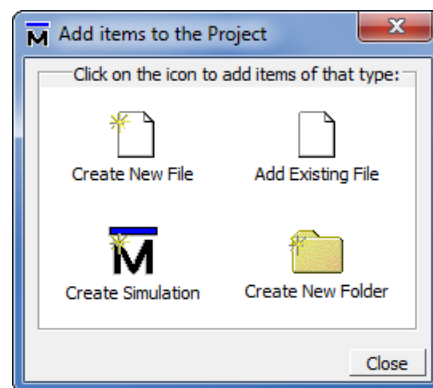 Add items to the Project
Click on the icon to add items of that type:
Create New File
Add Existing File
Create Simulation
Create New Folder
Close